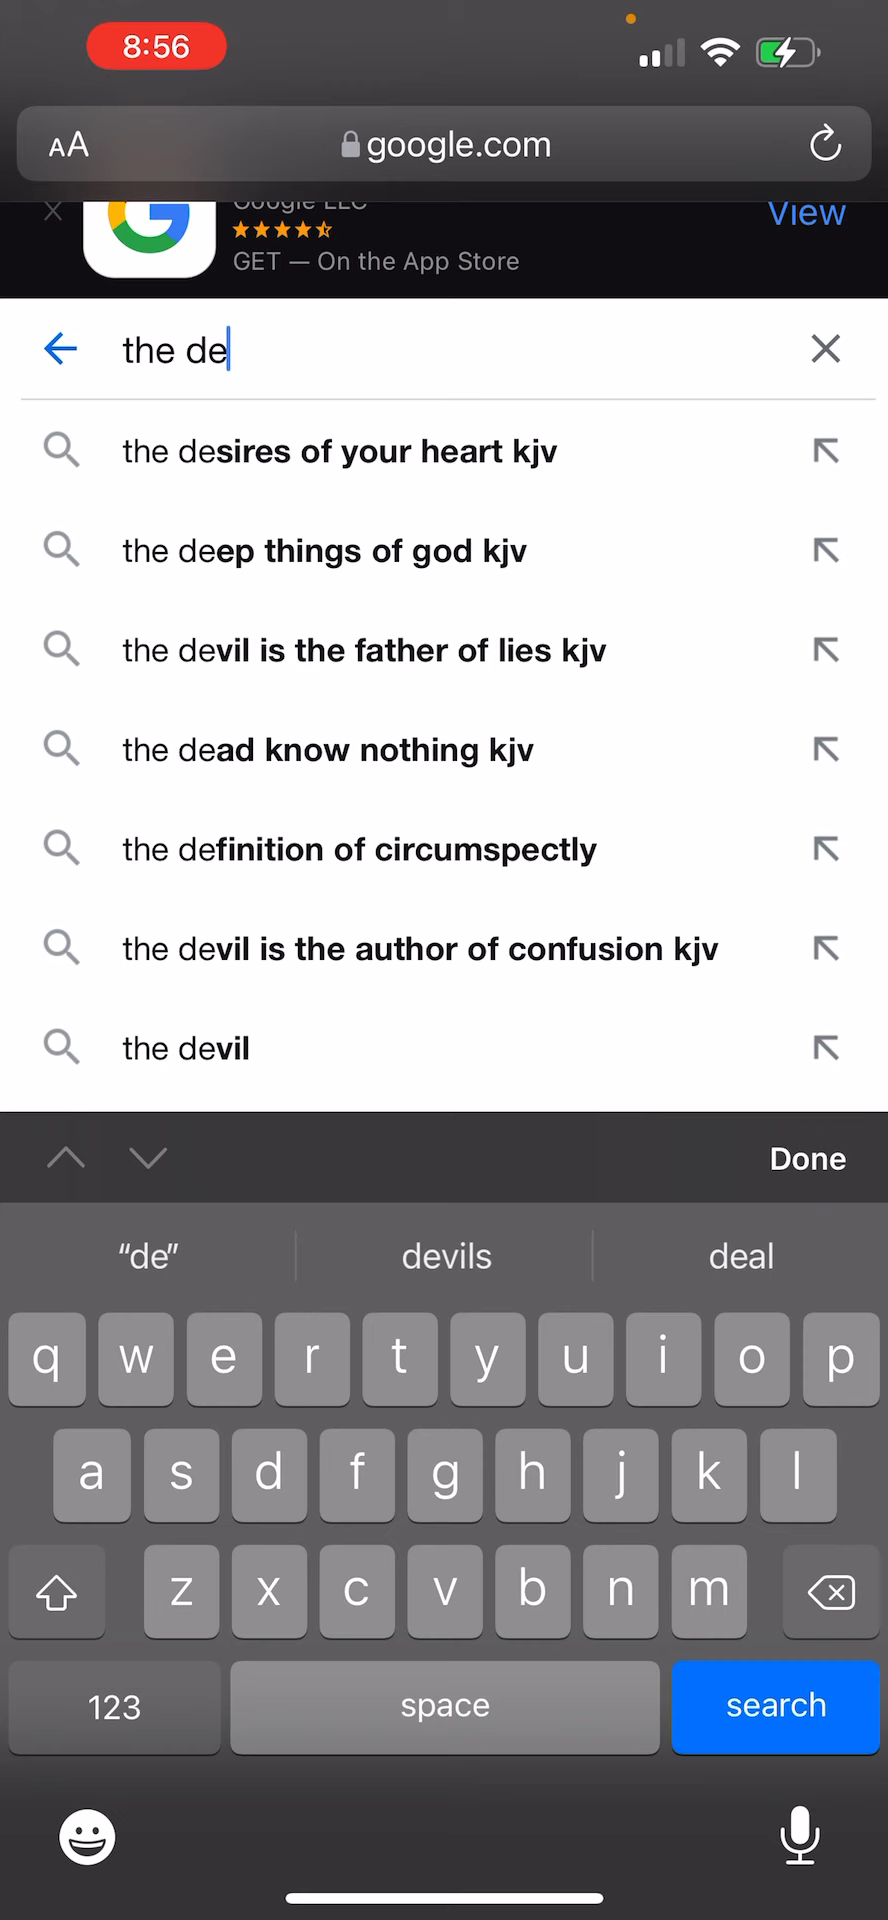 8:56
AA
google.com
Google LLC
View
GET — On the App Store
the de
the desires of your heart kjv
the deep things of god kjv
the devil is the father of lies kjv
the dead know nothing kjv
the definition of circumspectly
the devil is the author of confusion kjv
the devil
Done
“de” devils deal
q w e r t y u i o p
a s d f g h j k l
z x c v b n m
123 space search